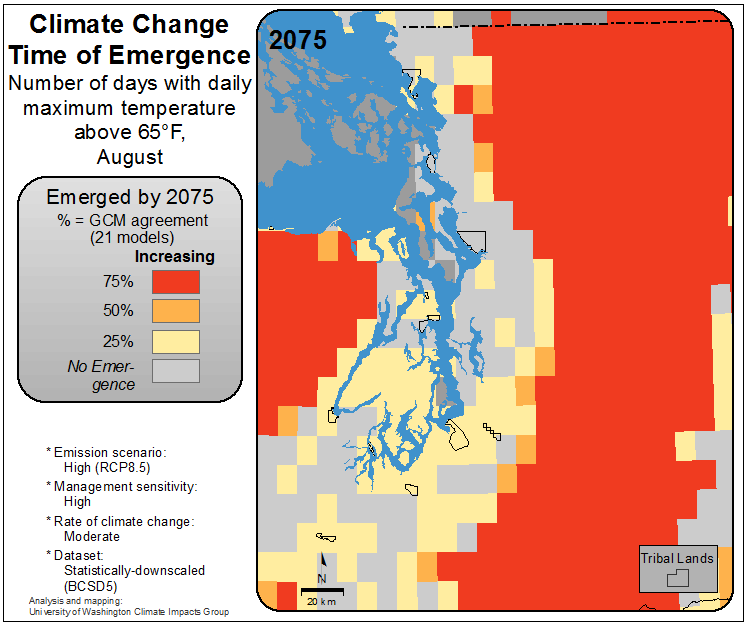 Climate Change
Time of Emergence
Number of days with daily
maximum temperature
above 65°F,
August
Emerged by 2075
% = GCM agreement
(21 models)
Increasing
75%
50%
25%
No Emer-
gence
* Emission scenario:
High (RCP8.5)
* Management sensitivity:
High
* Rate of climate change:
Moderate
* Dataset:
Statistically-downscaled
(BCSD5)
Analysis and mapping:
University of Washington Climate Impacts Group
2075
N
20 km
Tribal Lands